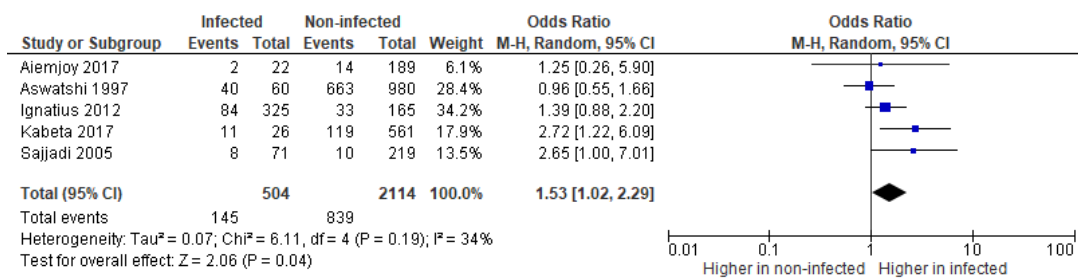 Infected Non-infected Odds Ratio Odds Ratio
Study or Subgroup Events Total Events Total Weight M-H, Random, 95% CI M-H, Random, 95% CI
Aiemjoy 2017 2 22 14 189 6.1% 1.25 [0.26, 5.90]
Aswatshi 1997 40 60 663 980 28.4% 0.96 [0.55, 1.66]
Ignatius 2012 84 325 33 165 34.2% 1.39 [0.88, 2.20]
Kabeta 2017 11 26 119 561 17.9% 2.72 [1.22, 6.09]
Sajjadi 2005 8 71 10 219 13.5% 2.65 [1.00, 7.01]
Total (95% CI) 504 2114 100.0% 1.53 [1.02, 2.29]
Total events 145 839
Heterogeneity: Tau² = 0.07; Chi² = 6.11, df = 4 (P = 0.19); I² = 34%
Test for overall effect: Z = 2.06 (P = 0.04)
0.01 0.1 1 10 100
Higher in non-infected Higher in infected